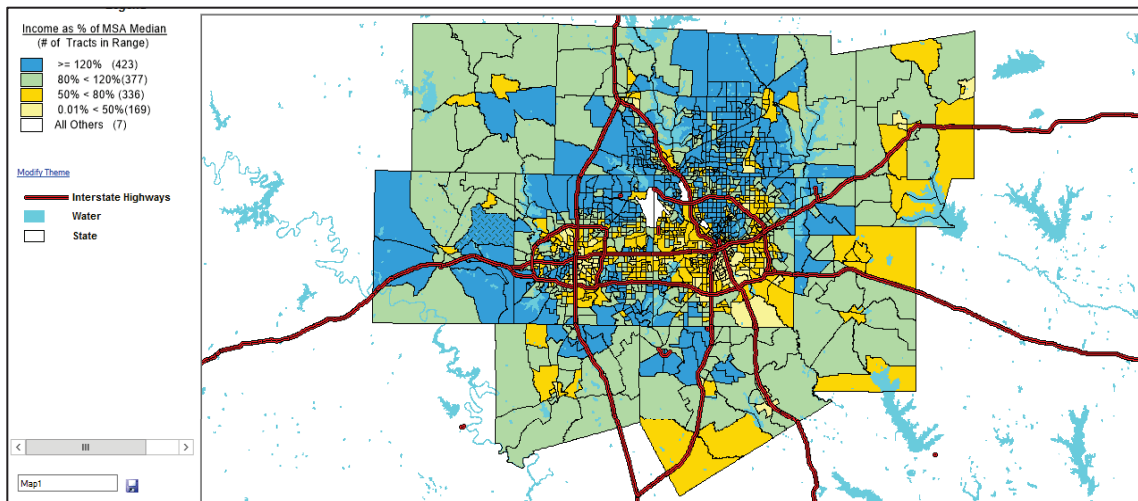 Legend
Income as % of MSA Median
(# of Tracts in Range)
>= 120% (423)
80% < 120%(377)
50% < 80% (336)
0.01% < 50%(169)
All Others (7)
Modify Theme
Interstate Highways
Water
State
Map1